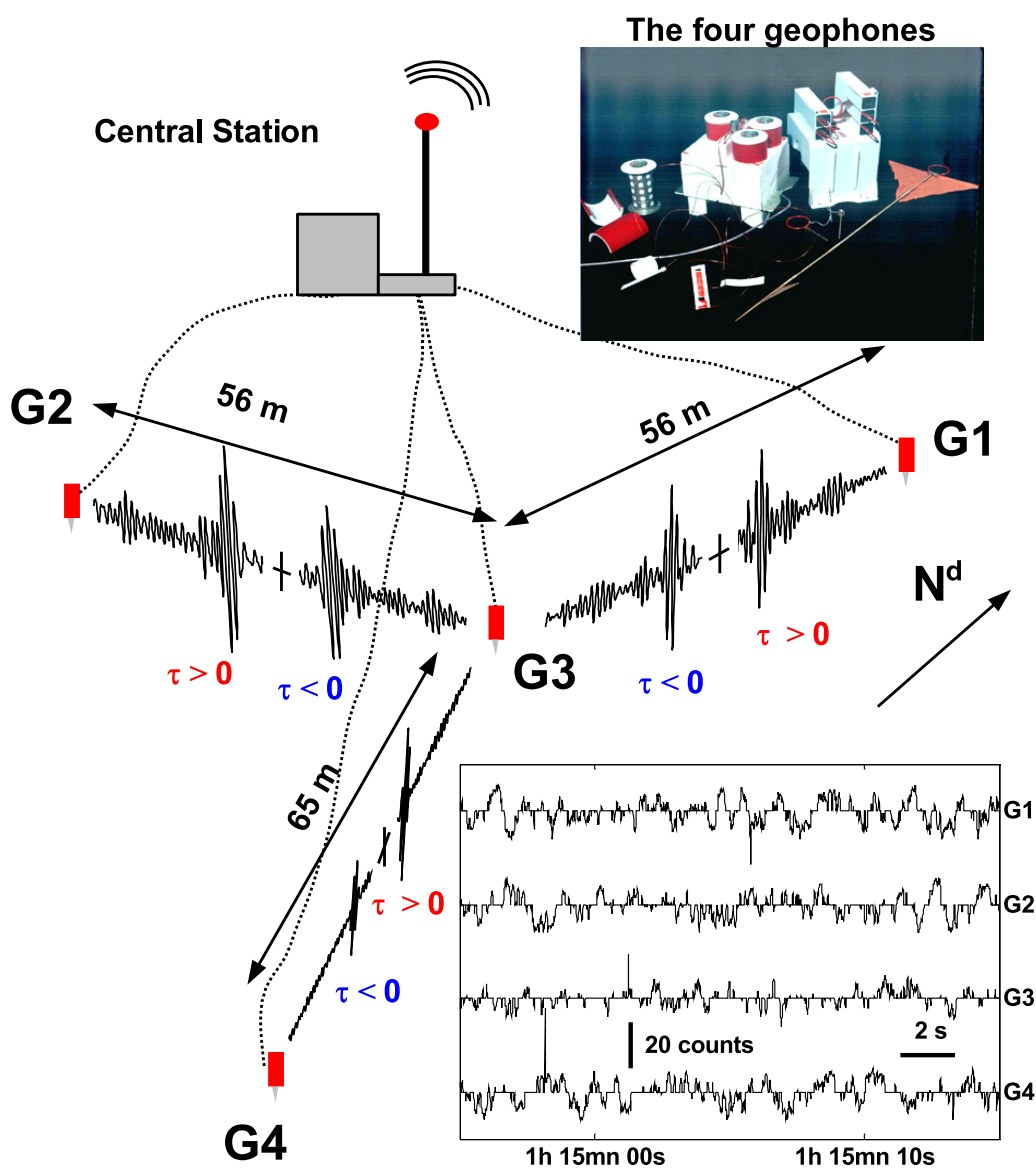 The four geophones
Central Station
G2
56 m
56 m
G1
N^d
τ > 0
τ < 0
G3
τ < 0
τ > 0
65 m
τ > 0
τ < 0
G4
G1
G2
G3
G4
20 counts
2 s
1h 15mn 00s
1h 15mn 10s